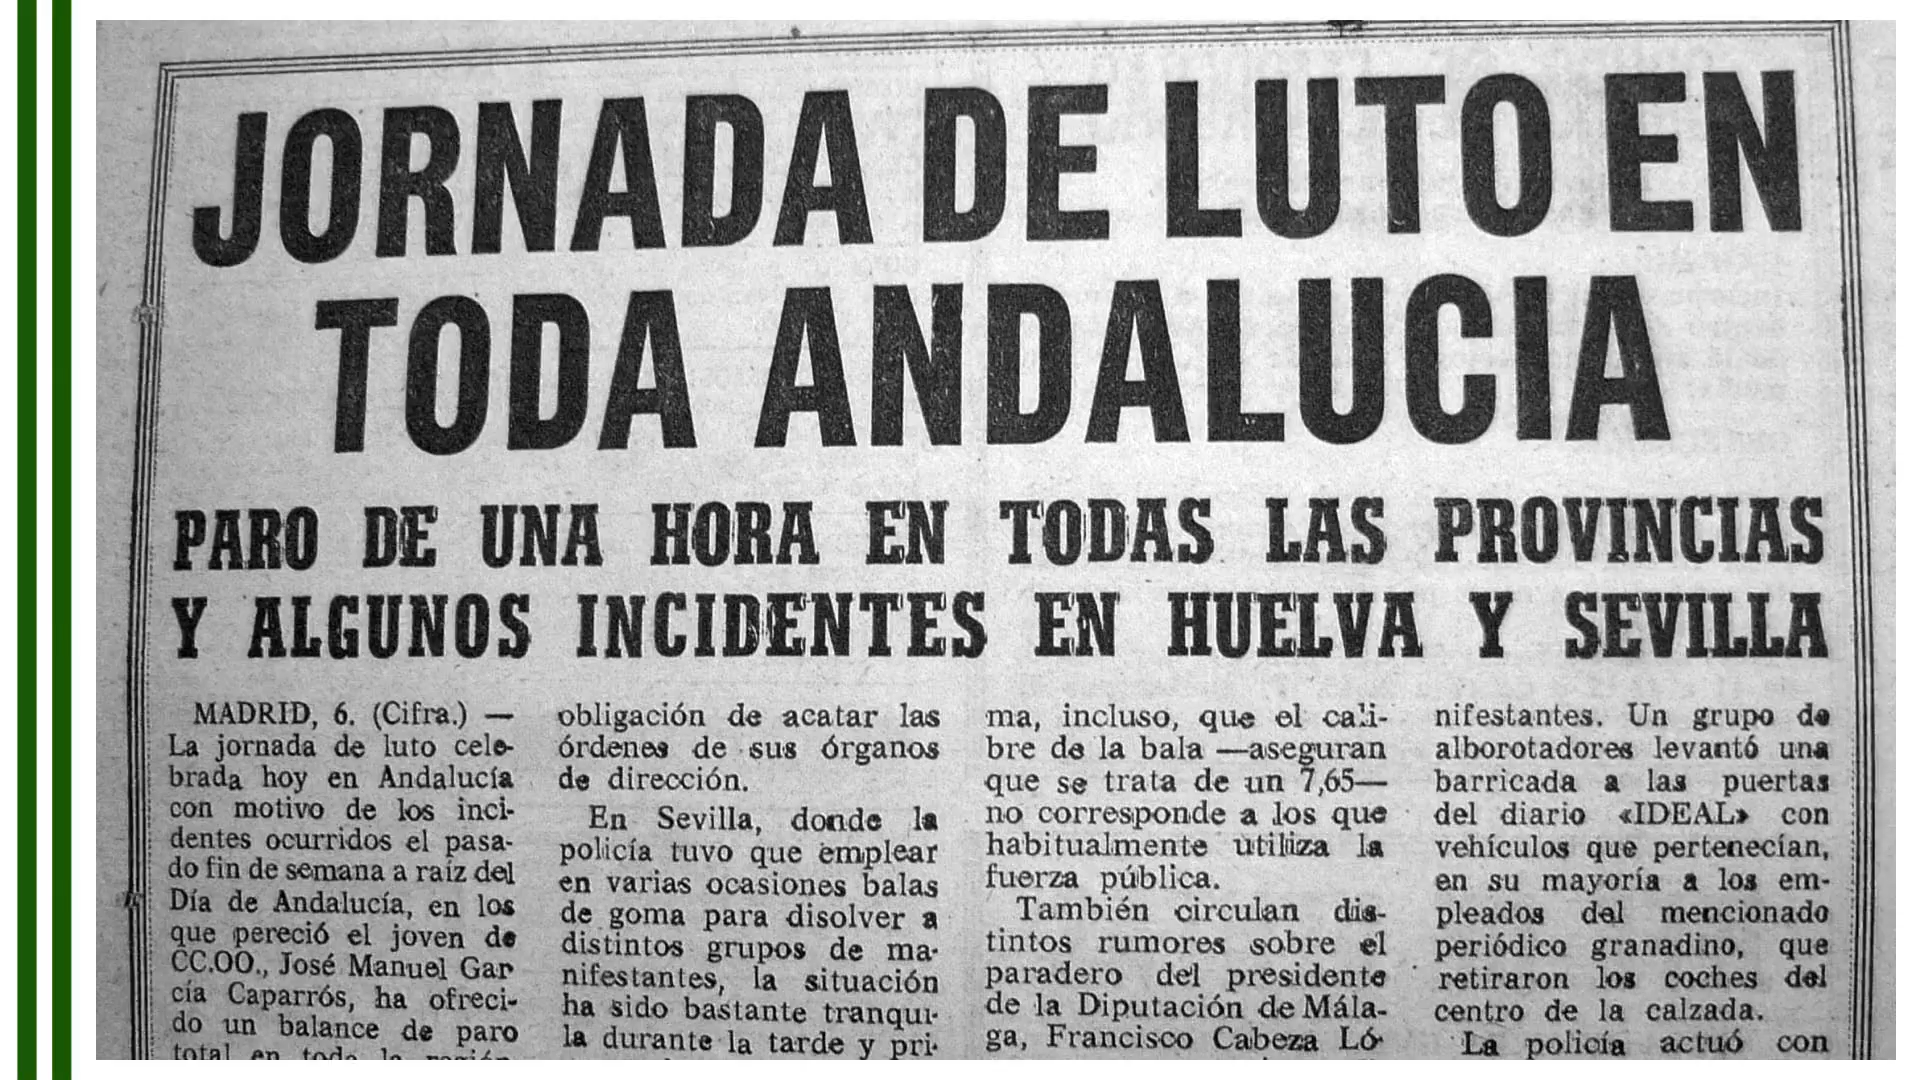 JORNADA DE LUTO EN
TODA ANDALUCIA
PARO DE UNA HORA EN TODAS LAS PROVINCIAS
Y ALGUNOS INCIDENTES EN HUELVA Y SEVILLA
MADRID, 6. (Cifra.) —
La jornada de luto cele-
brada hoy en Andalucía
con motivo de los inci-
dentes ocurridos el pasa-
do fin de semana a raíz del
Día de Andalucía, en los
que pereció el joven de
CC.OO., José Manuel Gar
cía Caparrós, ha ofreci-
do un balance de paro
total en toda la región,
obligación de acatar las
órdenes de sus órganos
de dirección.
En Sevilla, donde la
policía tuvo que emplear
en varias ocasiones balas
de goma para disolver a
distintos grupos de ma-
nifestantes, la situación
ha sido bastante tranqui-
la durante la tarde y pri-
ma, incluso, que el cali-
bre de la bala —aseguran
que se trata de un 7,65—
no corresponde a los que
habitualmente utiliza la
fuerza pública.
También circulan dis-
tintos rumores sobre el
paradero del presidente
de la Diputación de Mála-
ga, Francisco Cabeza Ló-
nifestantes. Un grupo de
alborotadores levantó una
barricada a las puertas
del diario «IDEAL» con
vehículos que pertenecían,
en su mayoría a los em-
pleados del mencionado
periódico granadino, que
retiraron los coches del
centro de la calzada.
La policía actuó con